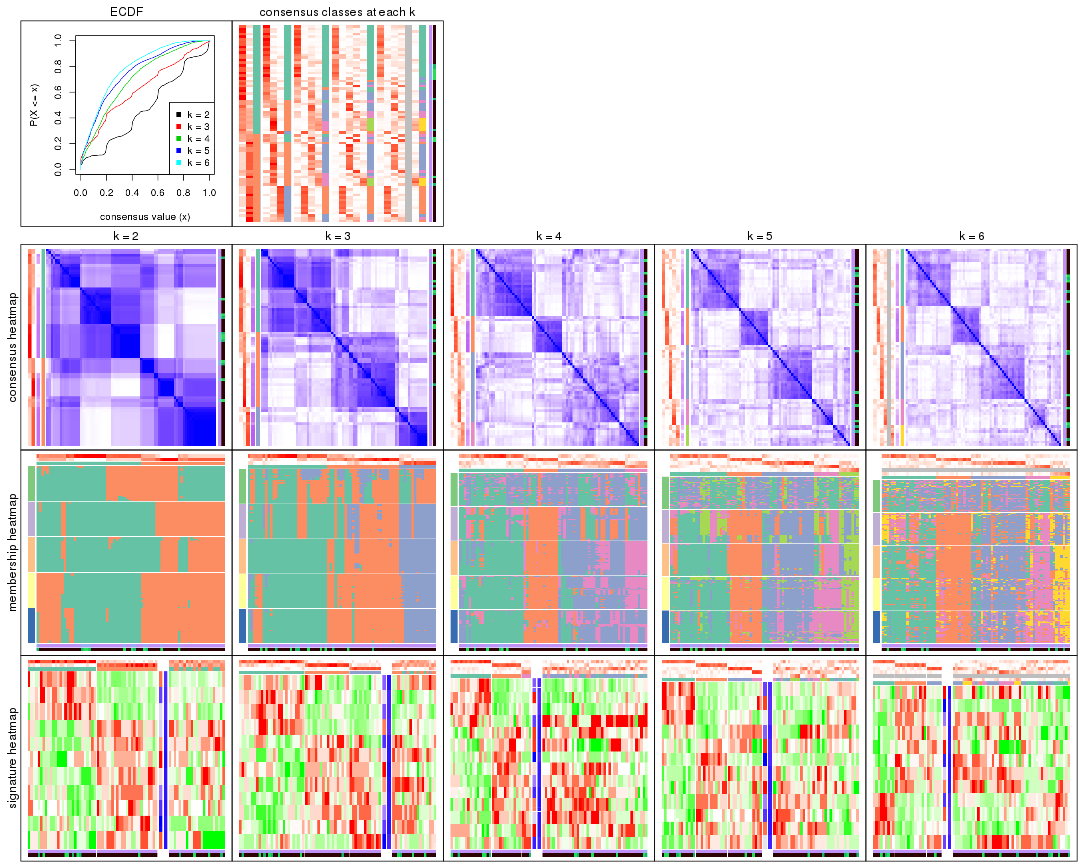 ECDF
consensus classes at each k
P(X <= x)
0.0 0.2 0.4 0.6 0.8 1.0
k = 2
k = 3
k = 4
k = 5
k = 6
0.0 0.2 0.4 0.6 0.8 1.0
consensus value (x)
k = 2 k = 3 k = 4 k = 5 k = 6
consensus heatmap
membership heatmap
signature heatmap